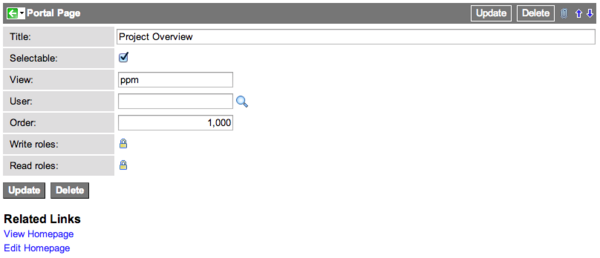 Portal Page Update Delete
Title: Project Overview
Selectable:
View: ppm
User:
Order: 1,000
Write roles:
Read roles:
Update Delete
Related Links
View Homepage
Edit Homepage